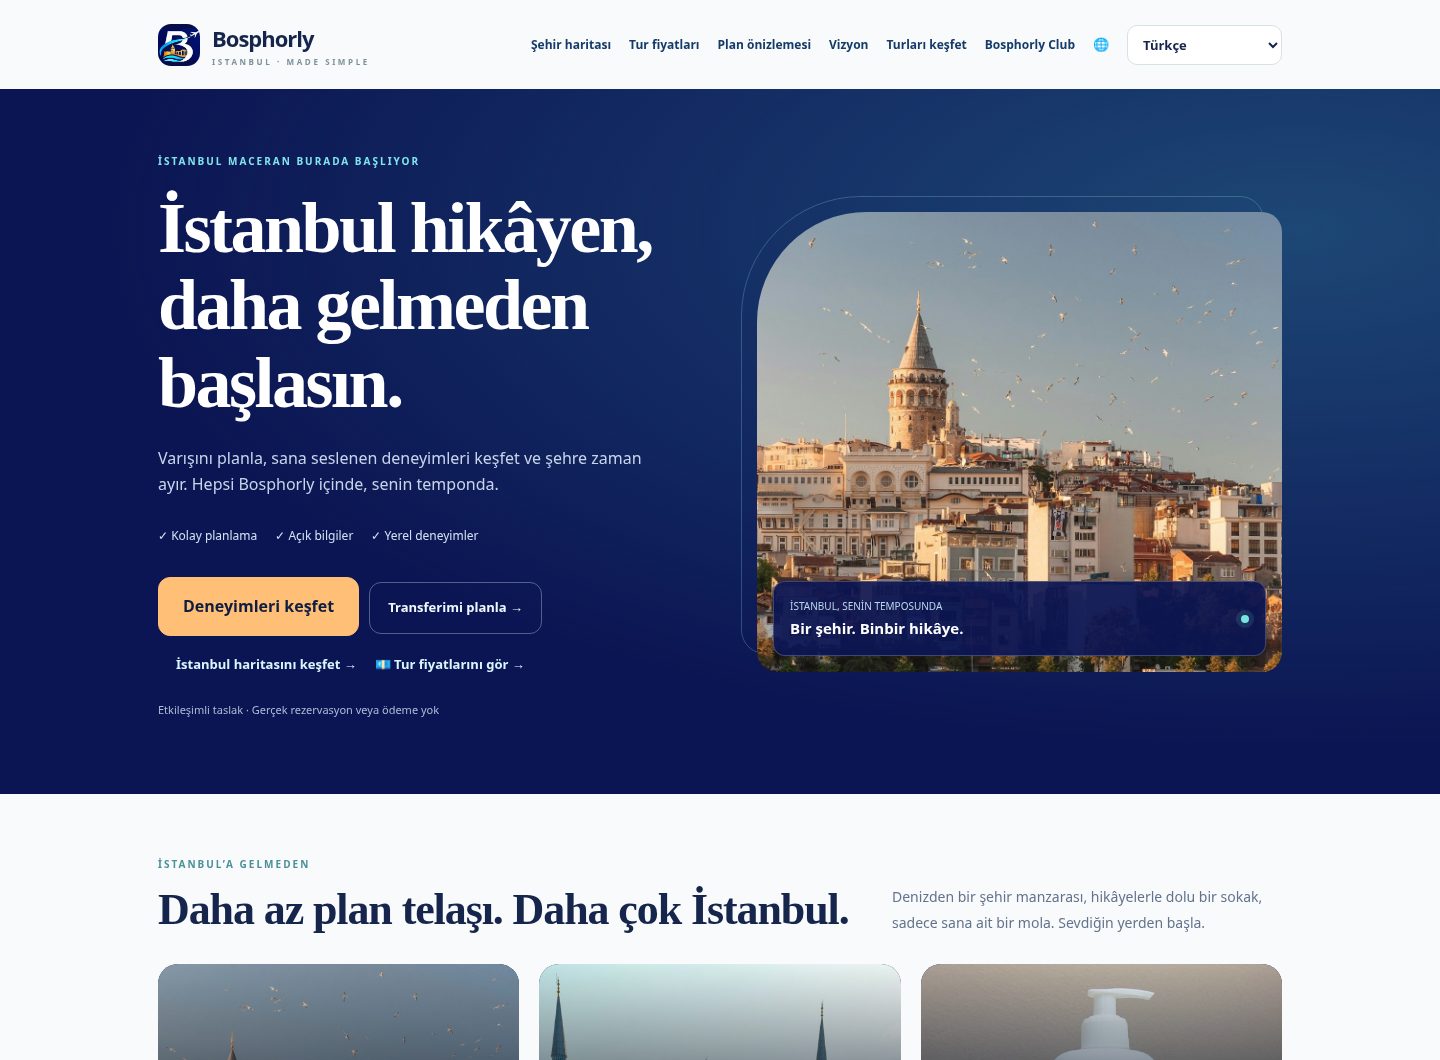 Bosphorly
ISTANBUL · MADE SIMPLE
Şehir haritası
Tur fiyatları
Plan önizlemesi
Vizyon
Turları keşfet
Bosphorly Club
🌐
Türkçe
İSTANBUL MACERAN BURADA BAŞLIYOR
İstanbul hikâyen,
daha gelmeden
başlasın.
Varışını planla, sana seslenen deneyimleri keşfet ve şehre zaman
ayır. Hepsi Bosphorly içinde, senin temponda.
✓ Kolay planlama
✓ Açık bilgiler
✓ Yerel deneyimler
Deneyimleri keşfet
Transferimi planla →
İstanbul haritasını keşfet →
💶 Tur fiyatlarını gör →
Etkileşimli taslak · Gerçek rezervasyon veya ödeme yok
İSTANBUL, SENİN TEMPOSUNDA
Bir şehir. Binbir hikâye.
İSTANBUL'A GELMEDEN
Daha az plan telaşı. Daha çok İstanbul.
Denizden bir şehir manzarası, hikâyelerle dolu bir sokak,
sadece sana ait bir mola. Sevdiğin yerden başla.